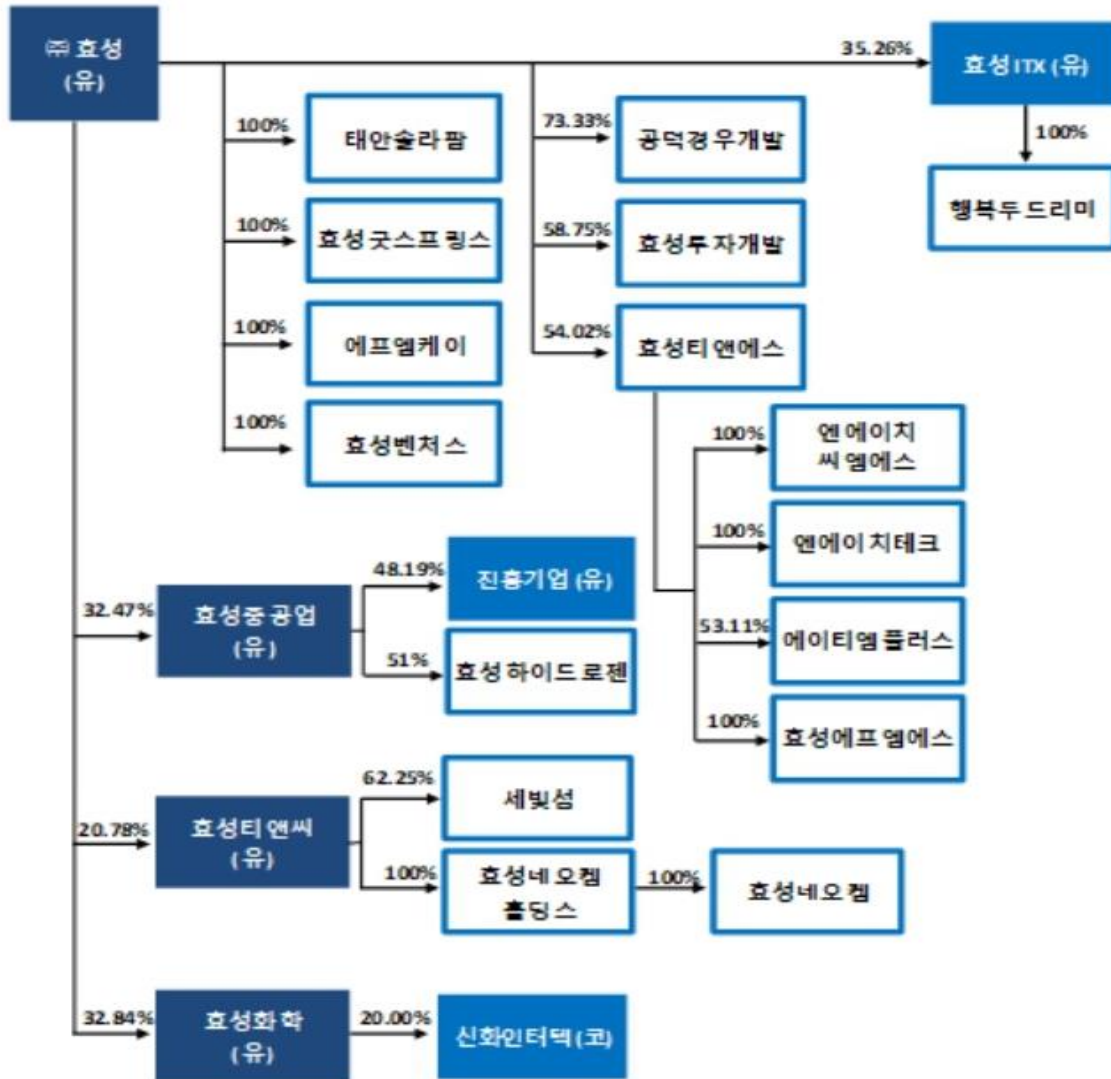 ㈜효성
(유)
35.26%
효성ITX(유)
100%
행복두드리미
100%
태안솔라팜
73.33%
공덕경우개발
100%
효성굿스프링스
58.75%
효성투자개발
100%
에프엠케이
54.02%
효성티앤에스
100%
효성벤처스
100%
엔에이치
씨엠에스
100%
엔에이치테크
53.11%
에이티엠플러스
100%
효성에프엠에스
32.47%
효성중공업
(유)
48.19%
진흥기업(유)
51%
효성하이드로젠
20.78%
효성티앤씨
(유)
62.25%
세빛섬
100%
효성네오켐
홀딩스
100%
효성네오켐
32.84%
효성화학
(유)
20.00%
신화인터텍(코)